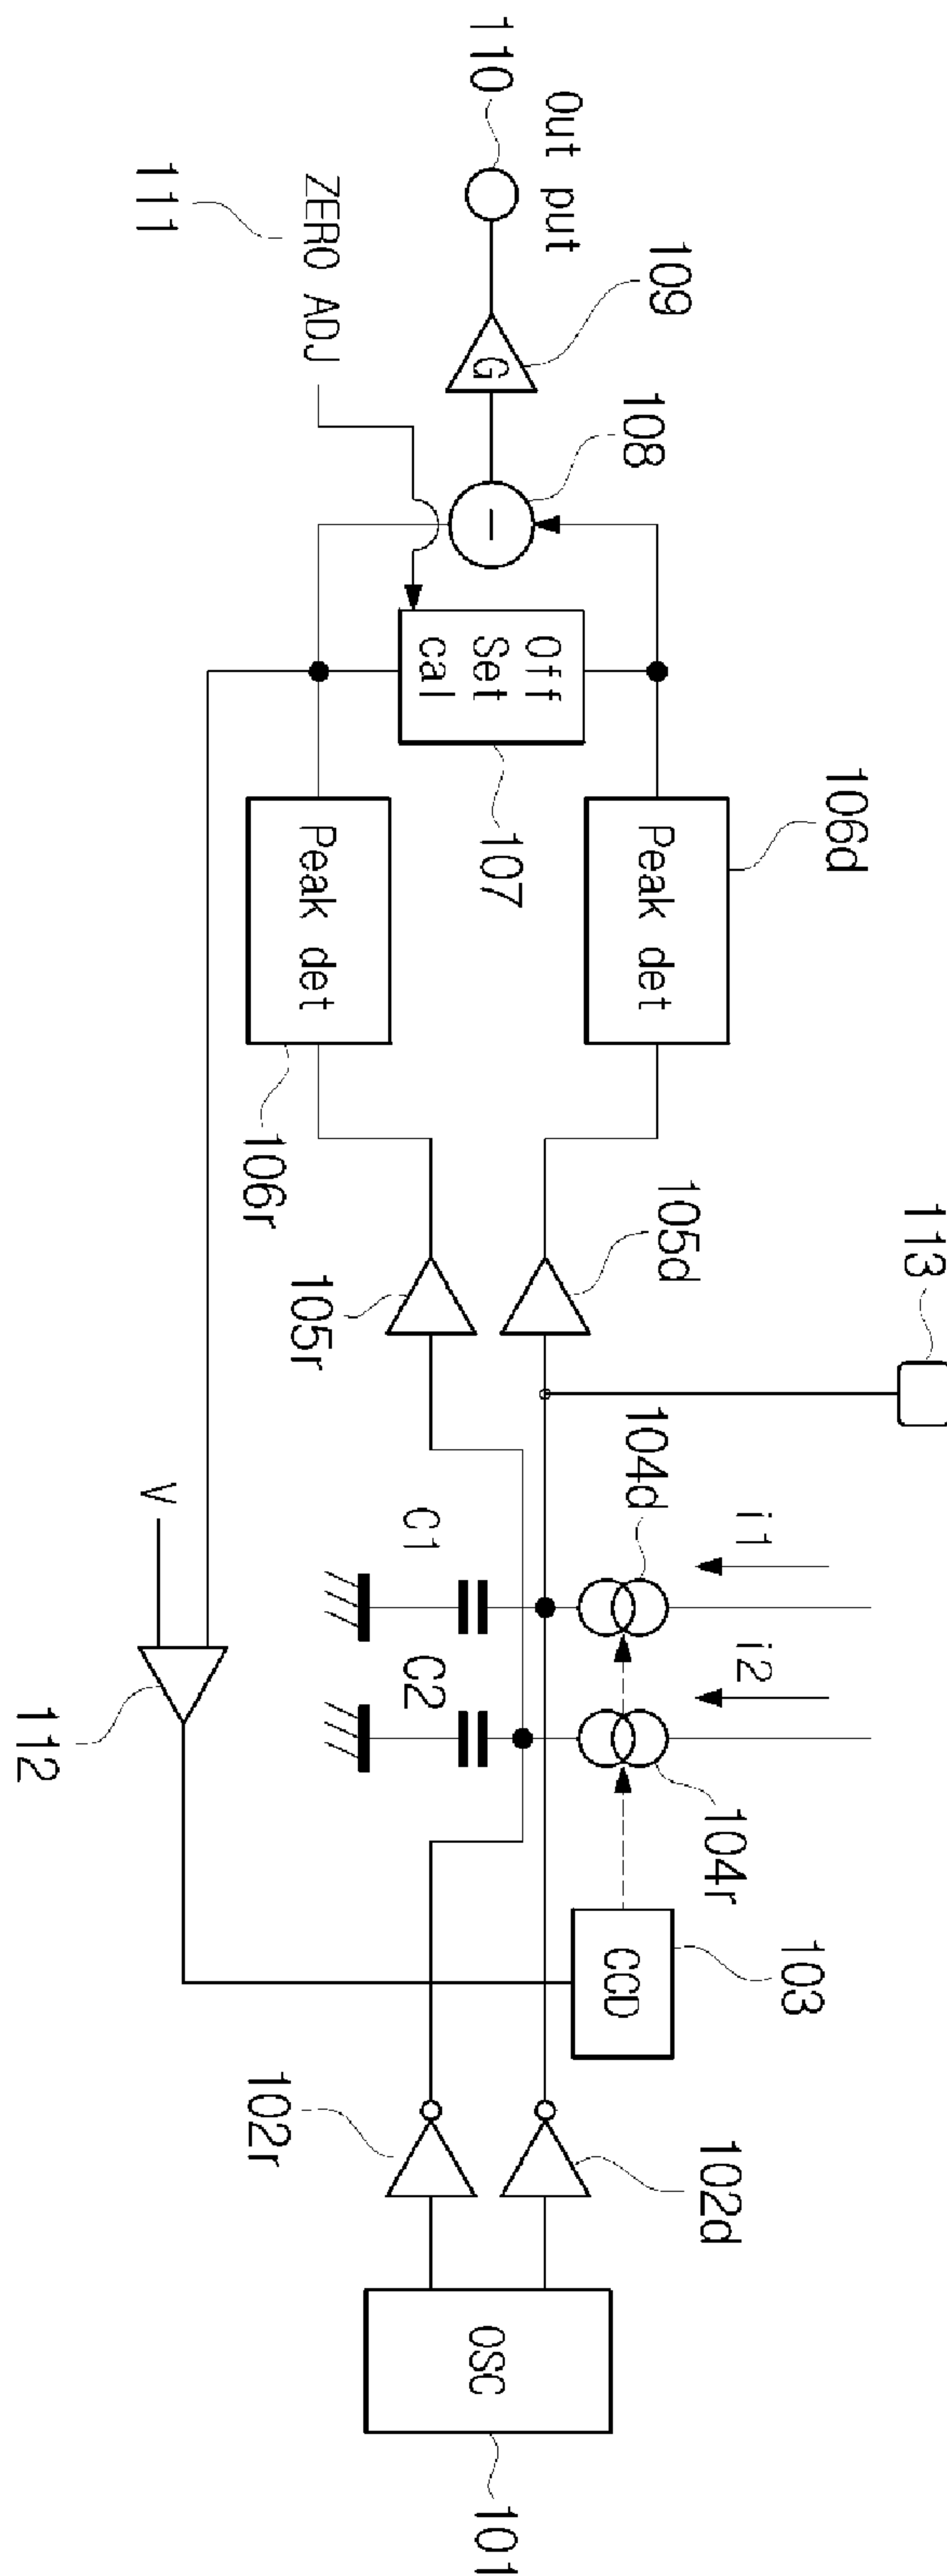 113
i1
i2
104d
104r
103
CCD
C1
C2
106d
Peak det
105d
102d
Out put
110
109
G
108
−
Off
Set
cal
107
OSC
101
105r
102r
Peak det
106r
ZERO ADJ
111
V
112